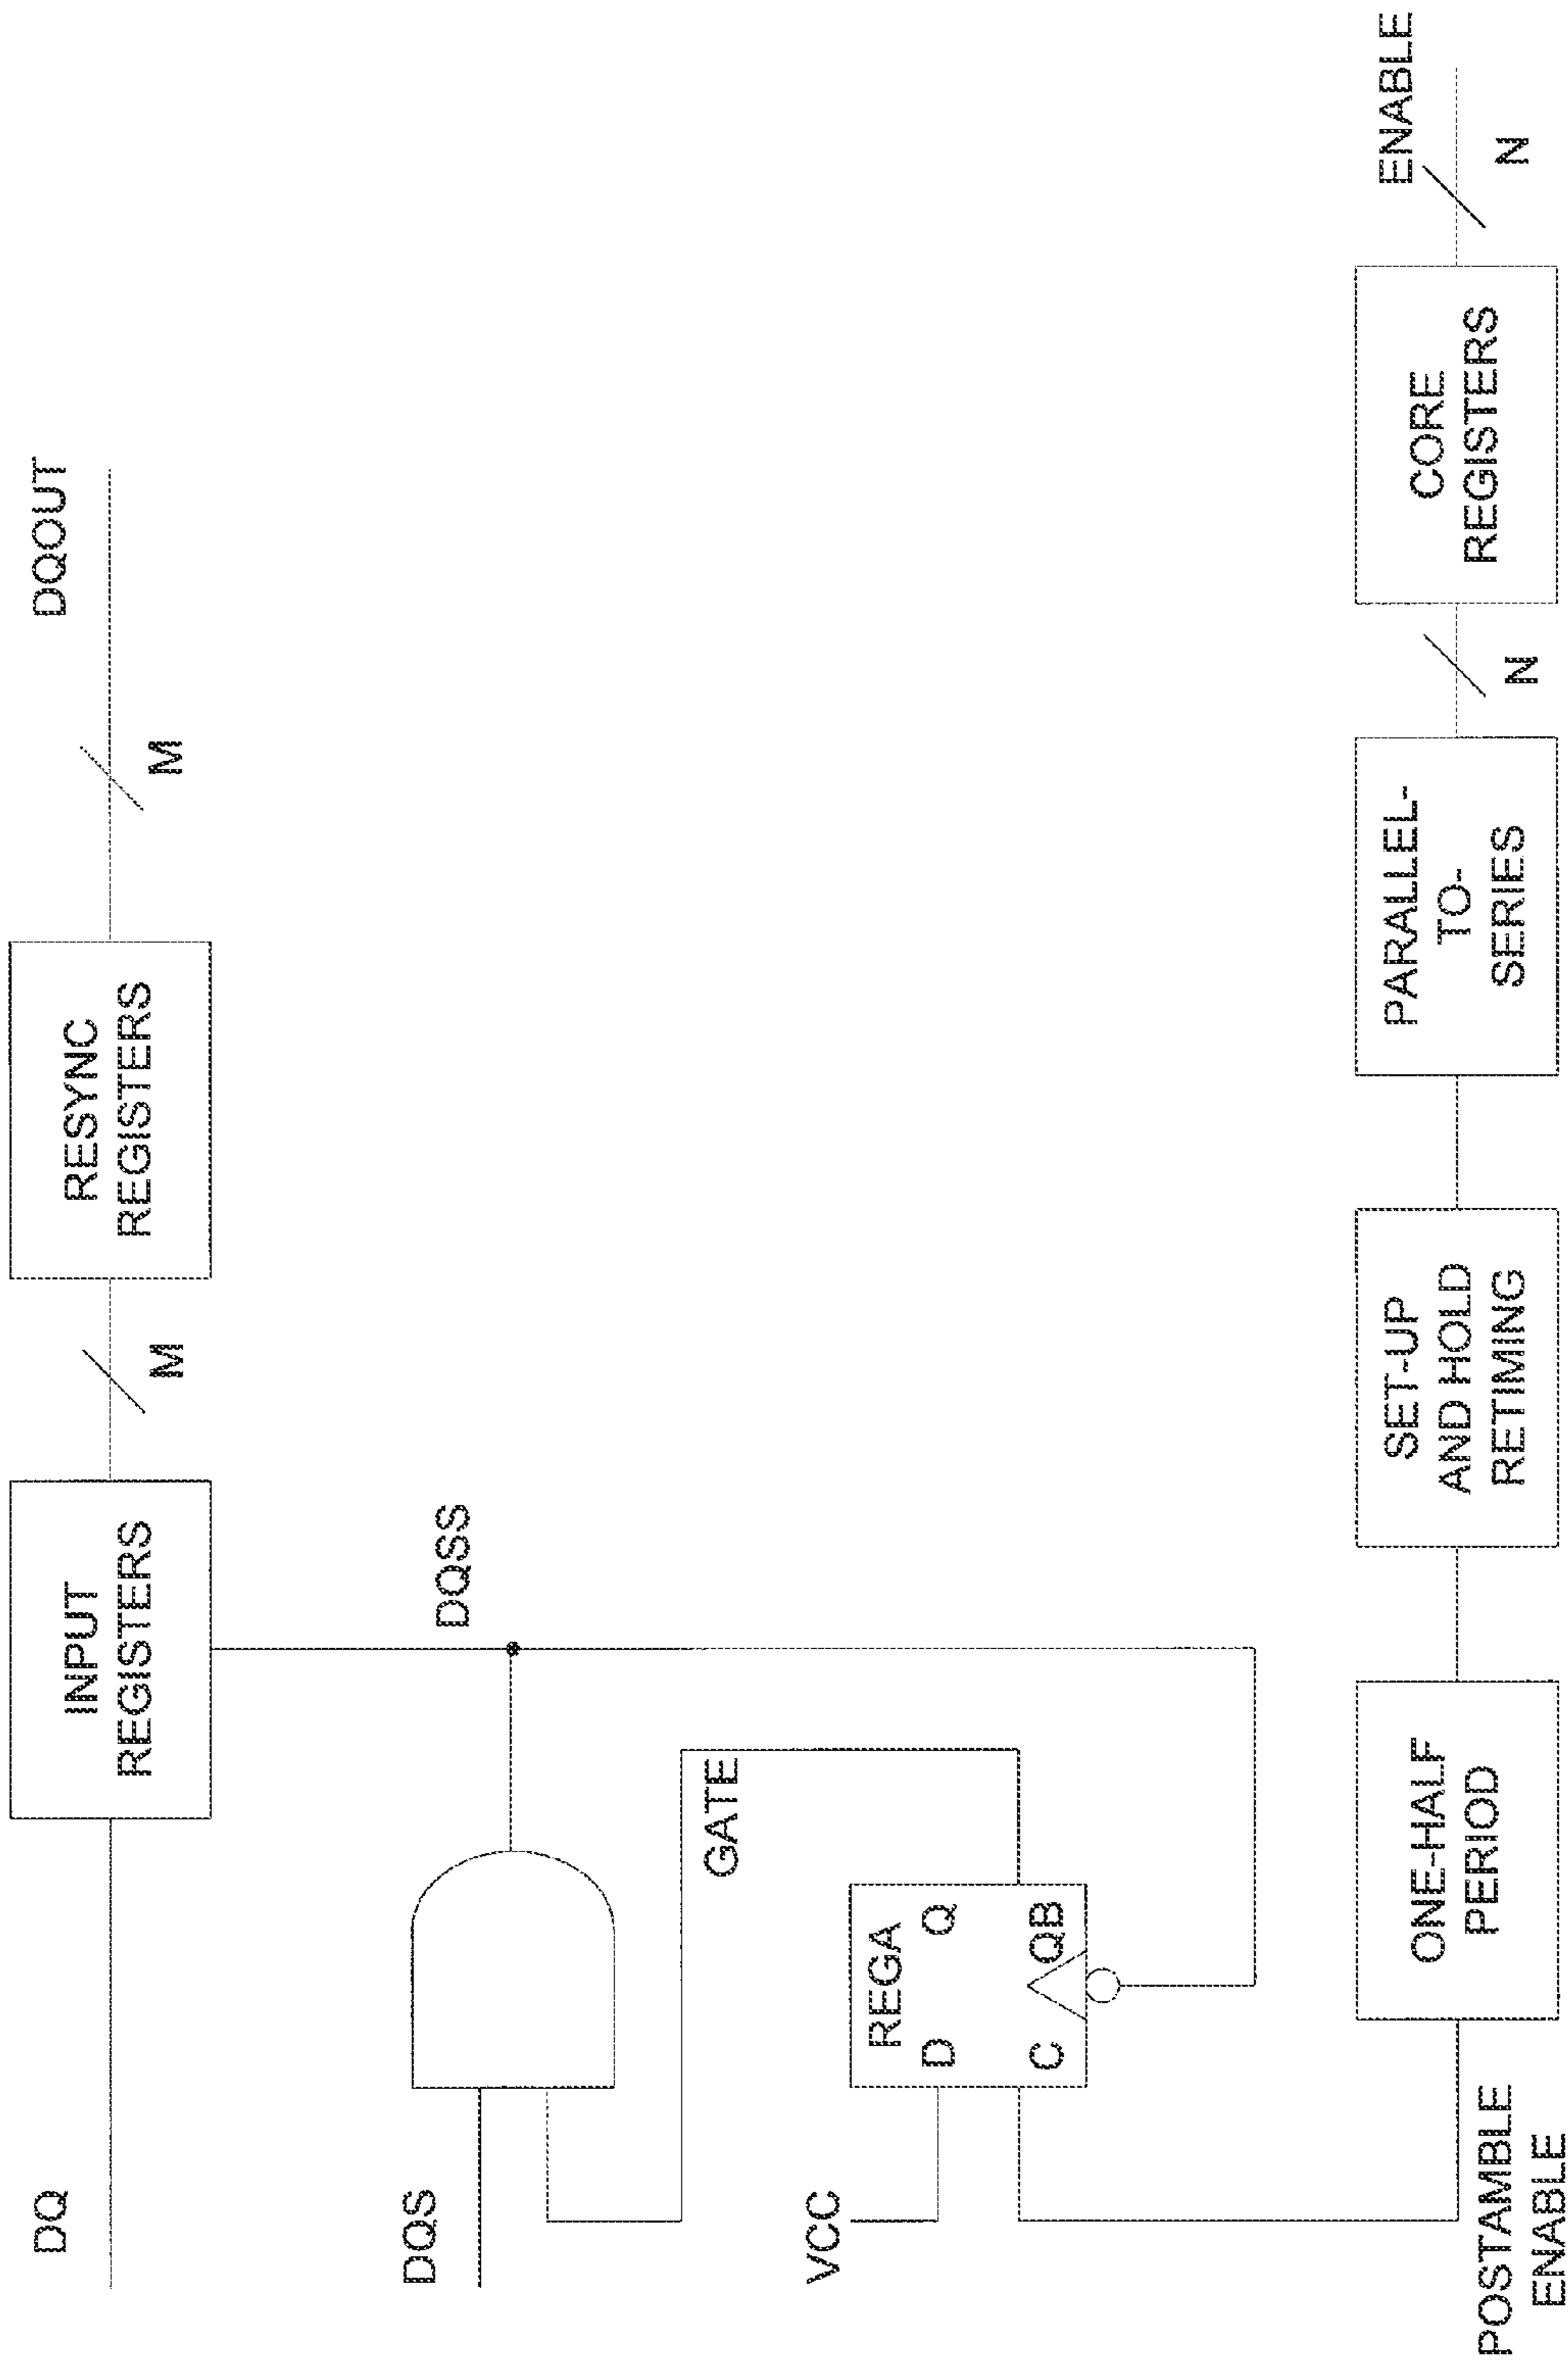 DQ
INPUT
REGISTERS
M
RESYNC
REGISTERS
M
DQOUT
DQS
DQSS
GATE
VCC
REGA
D
Q
C
QB
POSTAMBLE
ENABLE
ONE-HALF
PERIOD
SET-UP
AND HOLD
RETIMING
PARALLEL-
TO-
SERIES
N
CORE
REGISTERS
ENABLE
N